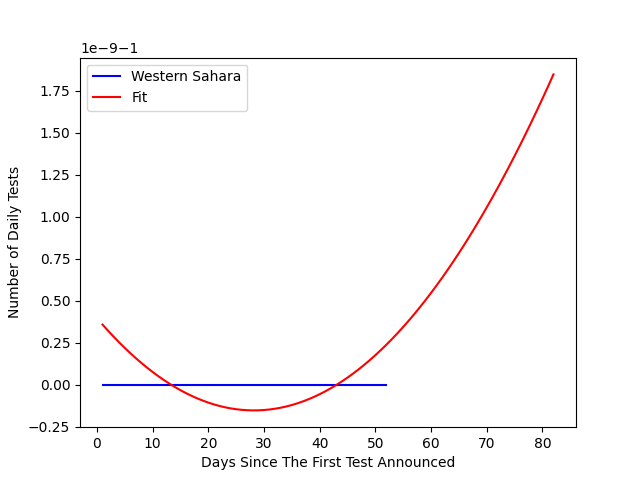 1e−9−1
Western Sahara
Fit
1.75
1.50
1.25
1.00
0.75
0.50
0.25
0.00
−0.25
Number of Daily Tests
0 10 20 30 40 50 60 70 80
Days Since The First Test Announced